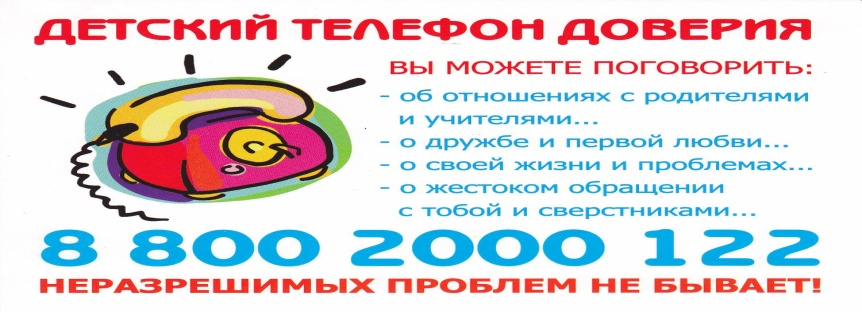 ДЕТСКИЙ ТЕЛЕФОН ДОВЕРИЯ
ВЫ МОЖЕТЕ ПОГОВОРИТЬ:
- об отношениях с родителями
и учителями...
- о дружбе и первой любви...
- о своей жизни и проблемах...
- о жестоком обращении
с тобой и сверстниками...
8 800 2000 122
НЕРАЗРЕШИМЫХ ПРОБЛЕМ НЕ БЫВАЕТ!